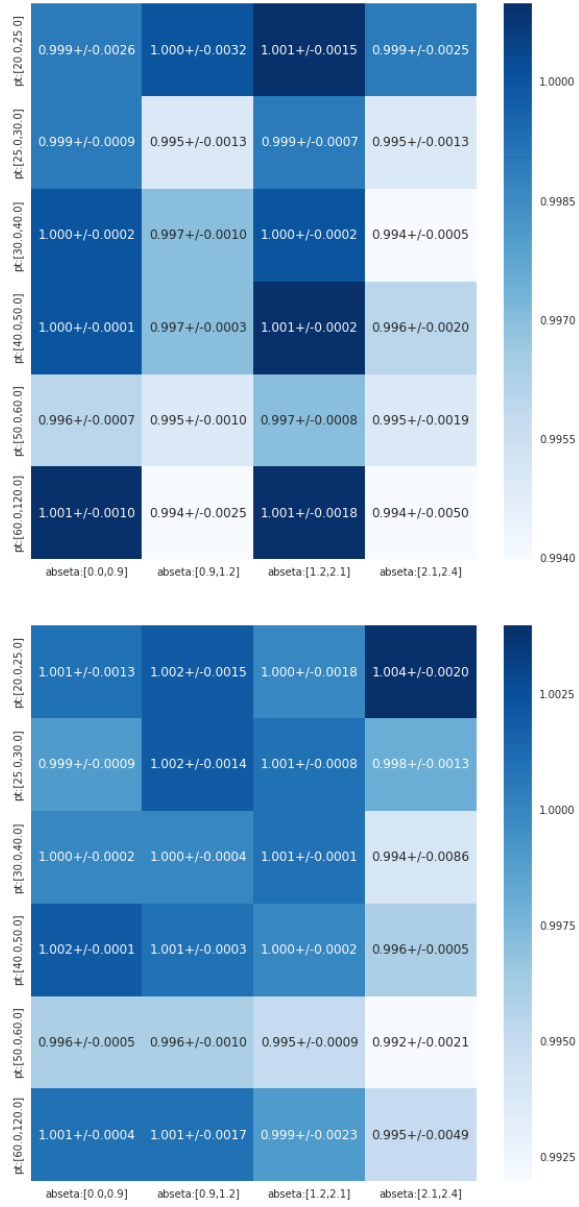 pt:[20.0,25.0] 0.999+/-0.0026 1.000+/-0.0032 1.001+/-0.0015 0.999+/-0.0025
1.0000
pt:[25.0,30.0] 0.999+/-0.0009 0.995+/-0.0013 0.999+/-0.0007 0.995+/-0.0013
0.9985
pt:[30.0,40.0] 1.000+/-0.0002 0.997+/-0.0010 1.000+/-0.0002 0.994+/-0.0005
0.9970
pt:[40.0,50.0] 1.000+/-0.0001 0.997+/-0.0003 1.001+/-0.0002 0.996+/-0.0020
0.9955
pt:[50.0,60.0] 0.996+/-0.0007 0.995+/-0.0010 0.997+/-0.0008 0.995+/-0.0019
pt:[60.0,120.0] 1.001+/-0.0010 0.994+/-0.0025 1.001+/-0.0018 0.994+/-0.0050
0.9940
abseta:[0.0,0.9] abseta:[0.9,1.2] abseta:[1.2,2.1] abseta:[2.1,2.4]
pt:[20.0,25.0] 1.001+/-0.0013 1.002+/-0.0015 1.000+/-0.0018 1.004+/-0.0020
1.0025
pt:[25.0,30.0] 0.999+/-0.0009 1.002+/-0.0014 1.001+/-0.0008 0.998+/-0.0013
1.0000
pt:[30.0,40.0] 1.000+/-0.0002 1.000+/-0.0004 1.001+/-0.0001 0.994+/-0.0086
0.9975
pt:[40.0,50.0] 1.002+/-0.0001 1.001+/-0.0003 1.000+/-0.0002 0.996+/-0.0005
0.9950
pt:[50.0,60.0] 0.996+/-0.0005 0.996+/-0.0010 0.995+/-0.0009 0.992+/-0.0021
pt:[60.0,120.0] 1.001+/-0.0004 1.001+/-0.0017 0.999+/-0.0023 0.995+/-0.0049
0.9925
abseta:[0.0,0.9] abseta:[0.9,1.2] abseta:[1.2,2.1] abseta:[2.1,2.4]